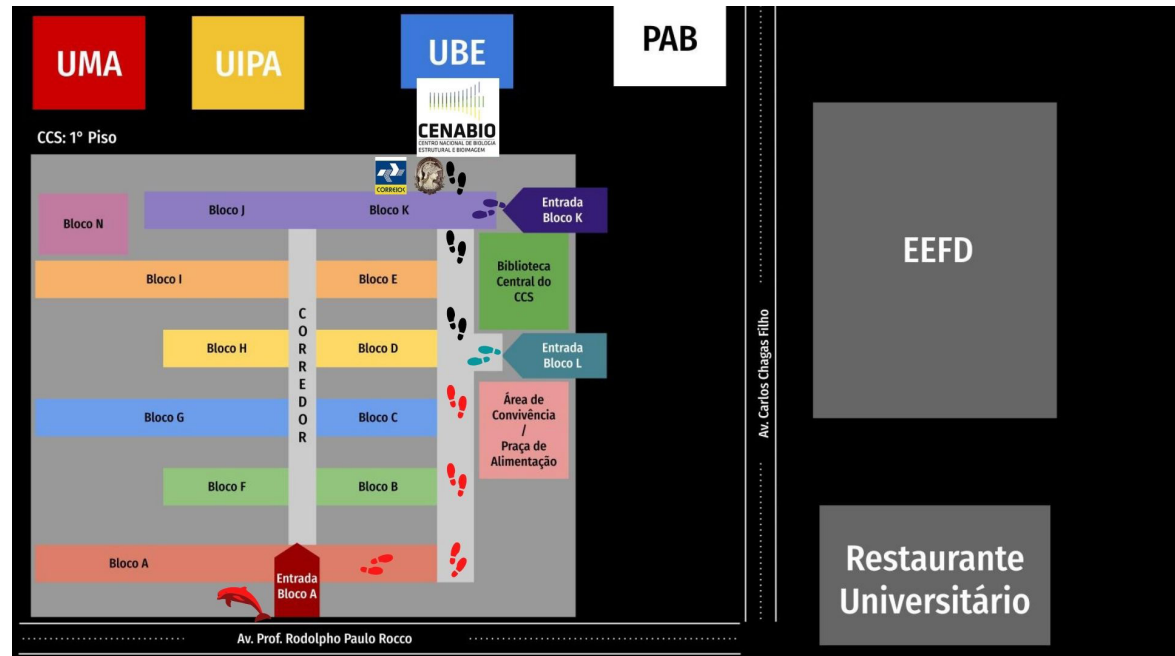 UMA
UIPA
UBE
PAB
CENABIO
CENTRO NACIONAL DE BIOLOGIA
ESTRUTURAL E BIOIMAGEM
CCS: 1° Piso
CORREIOS
Bloco N
Bloco J
Bloco K
Entrada
Bloco K
Bloco I
Bloco E
Biblioteca
Central do
CCS
EEFD
CORREDOR
Bloco H
Bloco D
Entrada
Bloco L
Av. Carlos Chagas Filho
Bloco G
Bloco C
Área de
Convivência
/
Praça de
Alimentação
Bloco F
Bloco B
Bloco A
Entrada
Bloco A
Restaurante
Universitário
Av. Prof. Rodolpho Paulo Rocco